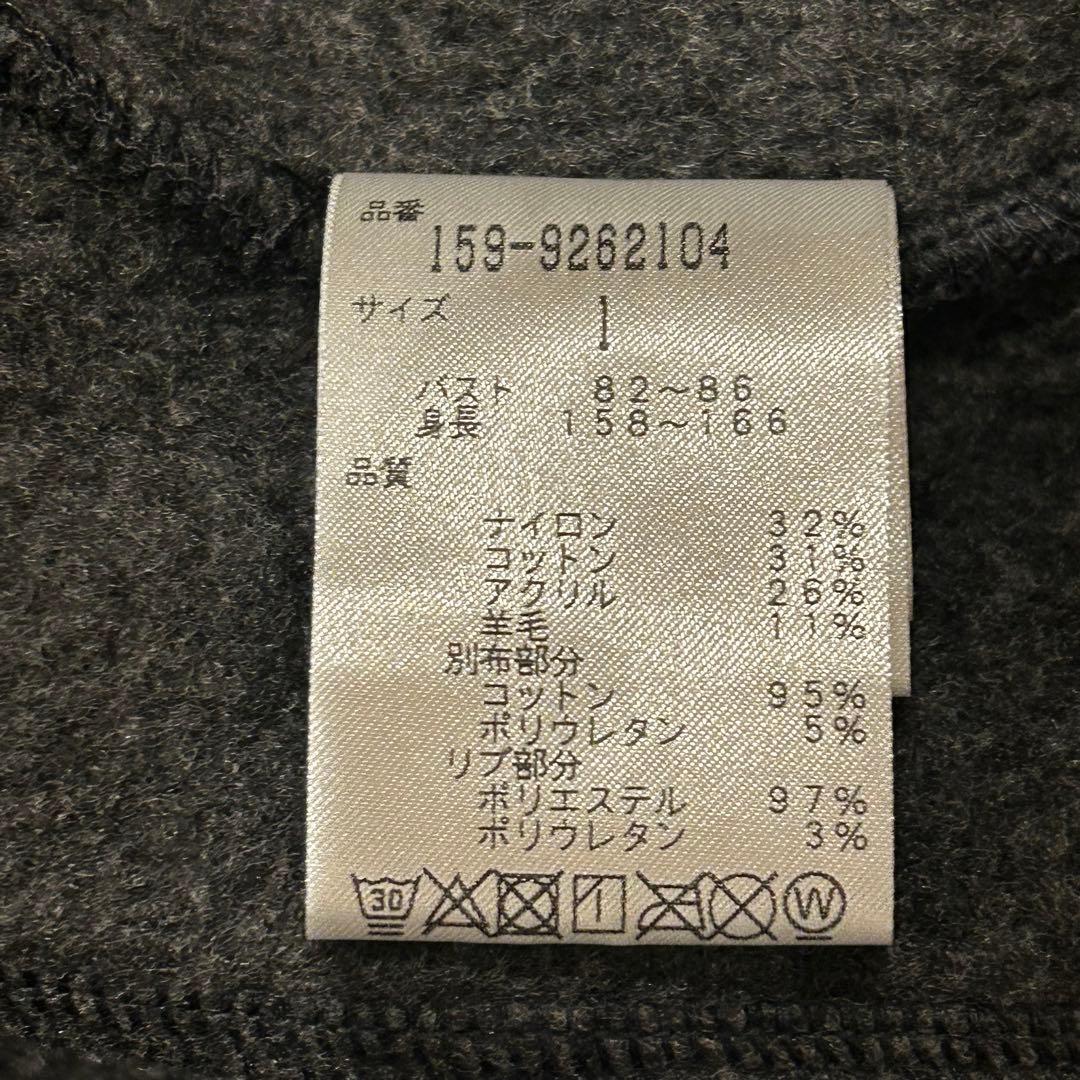 品番
159-9262104
サイズ 1
バスト 82〜86
身長 158〜166
品質
ナイロン 32%
コットン 31%
アクリル 26%
羊毛 11%
別布部分
コットン 95%
ポリウレタン 5%
リブ部分
ポリエステル 97%
ポリウレタン 3%
30 W